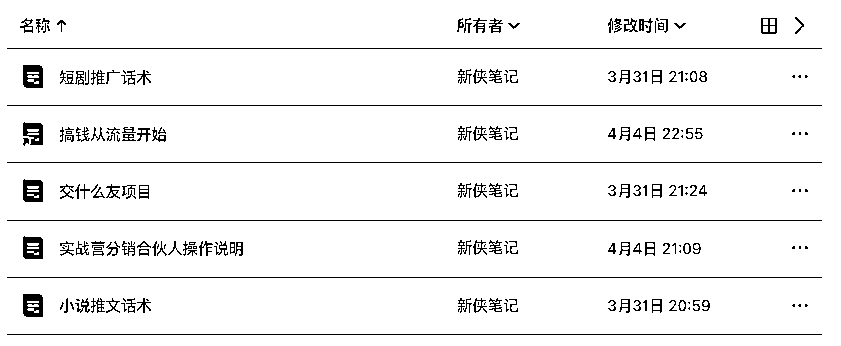 名称 所有者 修改时间
短剧推广话术 新侠笔记 3月31日 21:08
搞钱从流量开始 新侠笔记 4月4日 22:55
交什么友项目 新侠笔记 3月31日 21:24
实战营分销合伙人操作说明 新侠笔记 4月4日 21:09
小说推文话术 新侠笔记 3月31日 20:59